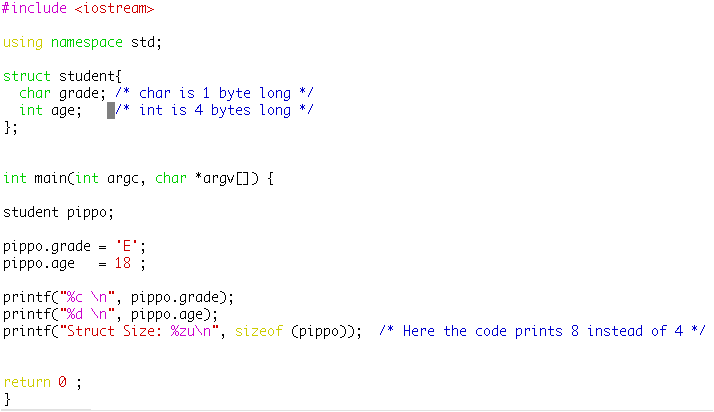 #include <iostream>
using namespace std;
struct student{
  char grade; /* char is 1 byte long */
  int age;   /* int is 4 bytes long */
};
int main(int argc, char *argv[]) {
student pippo;
pippo.grade = 'E';
pippo.age   = 18 ;
printf("%c \n", pippo.grade);
printf("%d \n", pippo.age);
printf("Struct Size: %zu\n", sizeof (pippo));  /* Here the code prints 8 instead of 4 */
return 0 ;
}